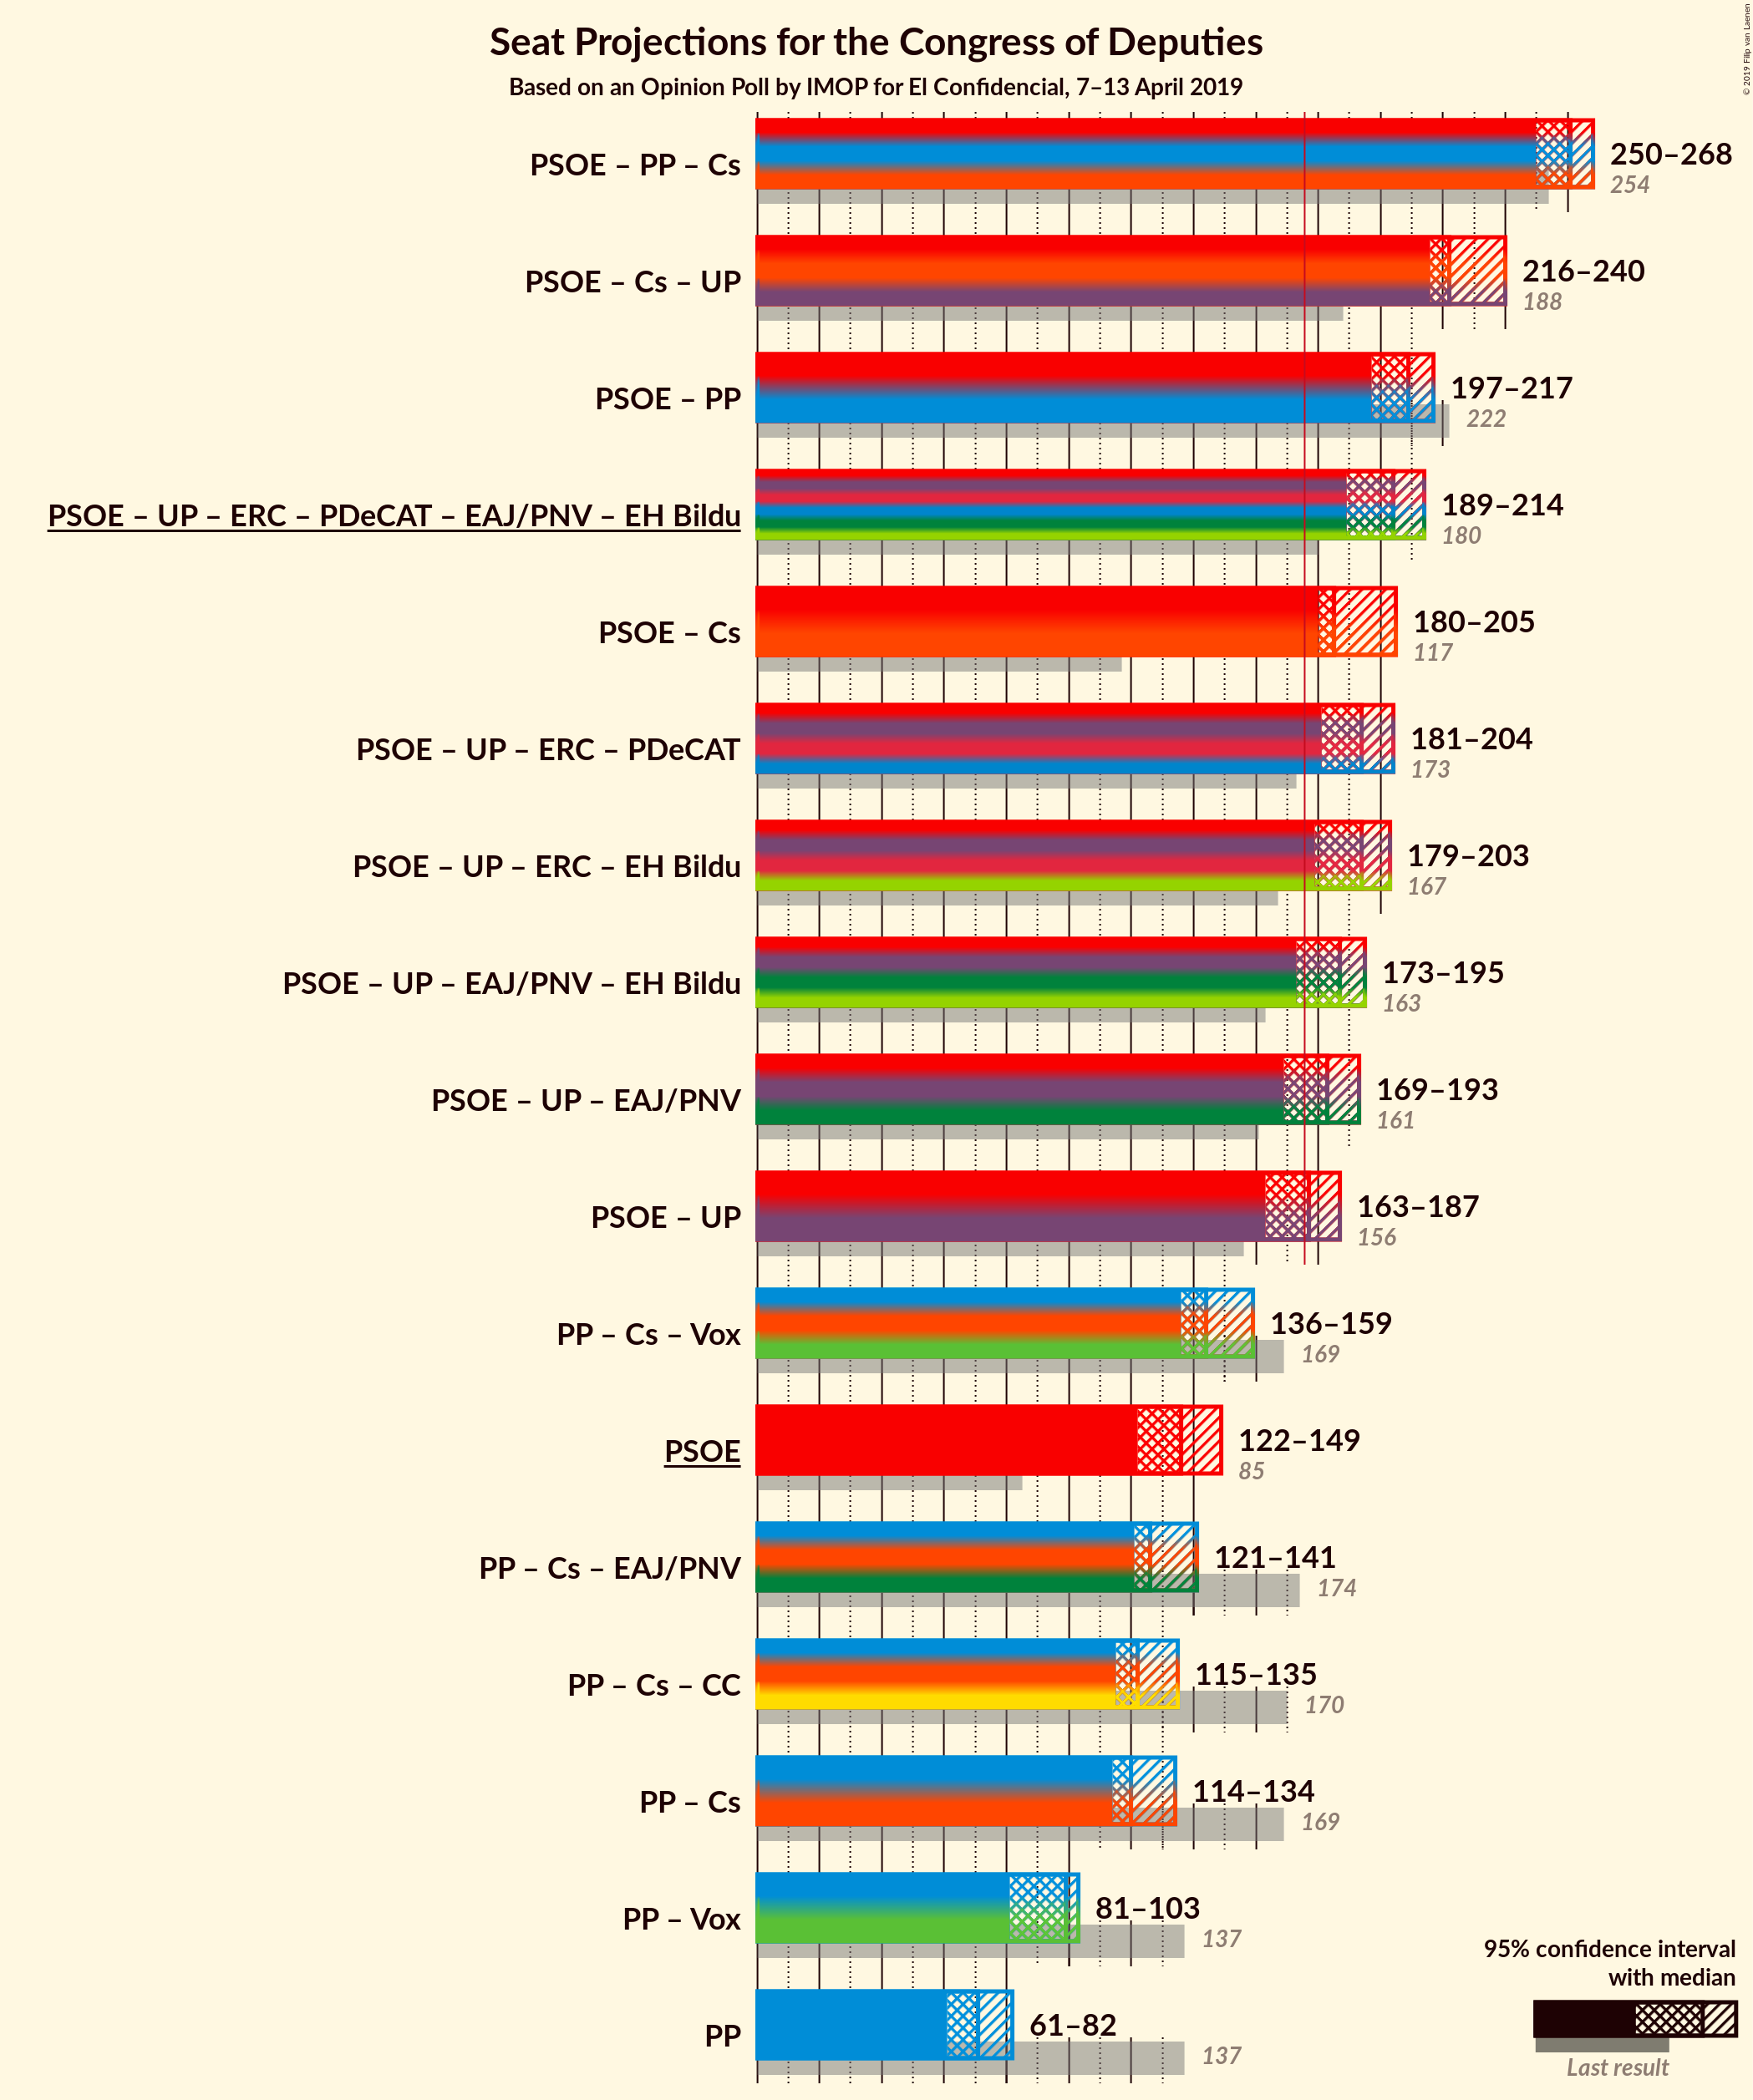 Seat Projections for the Congress of Deputies
Based on an Opinion Poll by IMOP for El Confidencial, 7–13 April 2019
© 2019 Filip van Laenen
PSOE – PP – Cs
250–268
254
PSOE – Cs – UP
216–240
188
PSOE – PP
197–217
222
PSOE – UP – ERC – PDeCAT – EAJ/PNV – EH Bildu
189–214
180
PSOE – Cs
180–205
117
PSOE – UP – ERC – PDeCAT
181–204
173
PSOE – UP – ERC – EH Bildu
179–203
167
PSOE – UP – EAJ/PNV – EH Bildu
173–195
163
PSOE – UP – EAJ/PNV
169–193
161
PSOE – UP
163–187
156
PP – Cs – Vox
136–159
169
PSOE
122–149
85
PP – Cs – EAJ/PNV
121–141
174
PP – Cs – CC
115–135
170
PP – Cs
114–134
169
PP – Vox
81–103
137
PP
61–82
137
95% confidence interval
with median
Last result